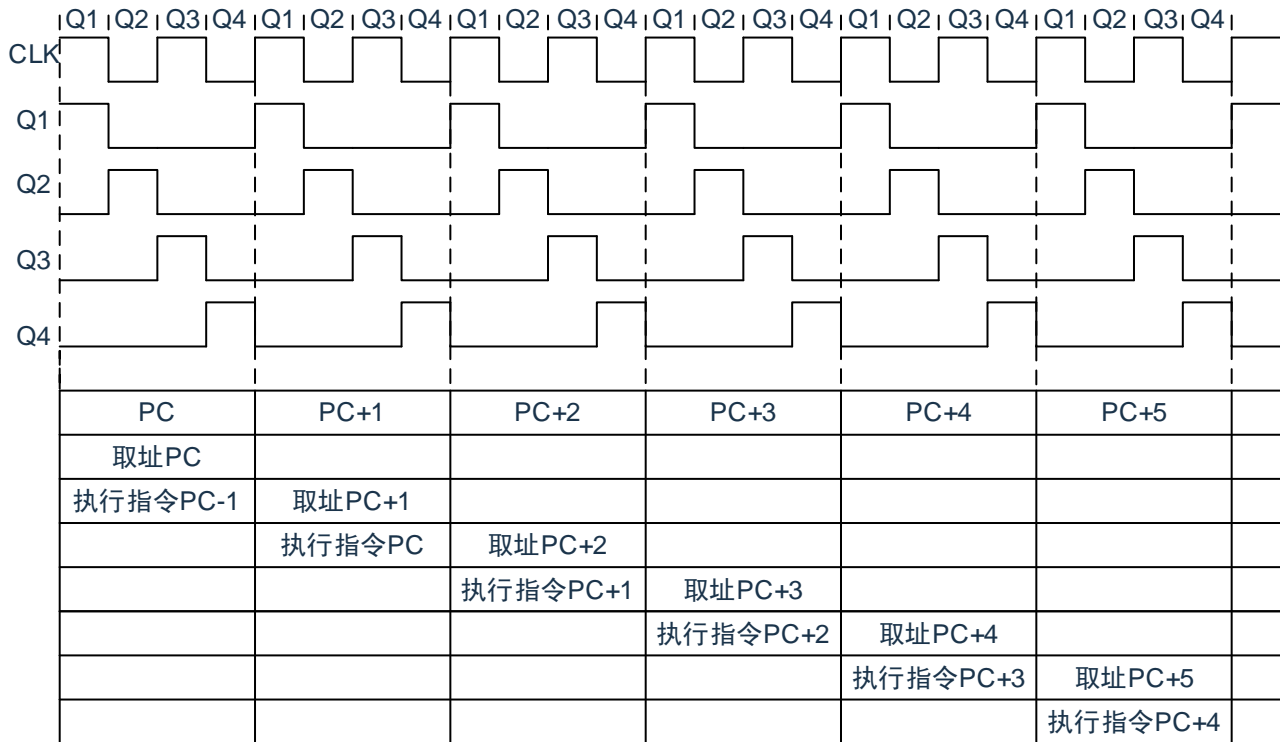 Q1 Q2 Q3 Q4 Q1 Q2 Q3 Q4 Q1 Q2 Q3 Q4 Q1 Q2 Q3 Q4 Q1 Q2 Q3 Q4 Q1 Q2 Q3 Q4
CLK
Q1
Q2
Q3
Q4
PC PC+1 PC+2 PC+3 PC+4 PC+5
取址PC
执行指令PC-1 取址PC+1
执行指令PC 取址PC+2
执行指令PC+1 取址PC+3
执行指令PC+2 取址PC+4
执行指令PC+3 取址PC+5
执行指令PC+4